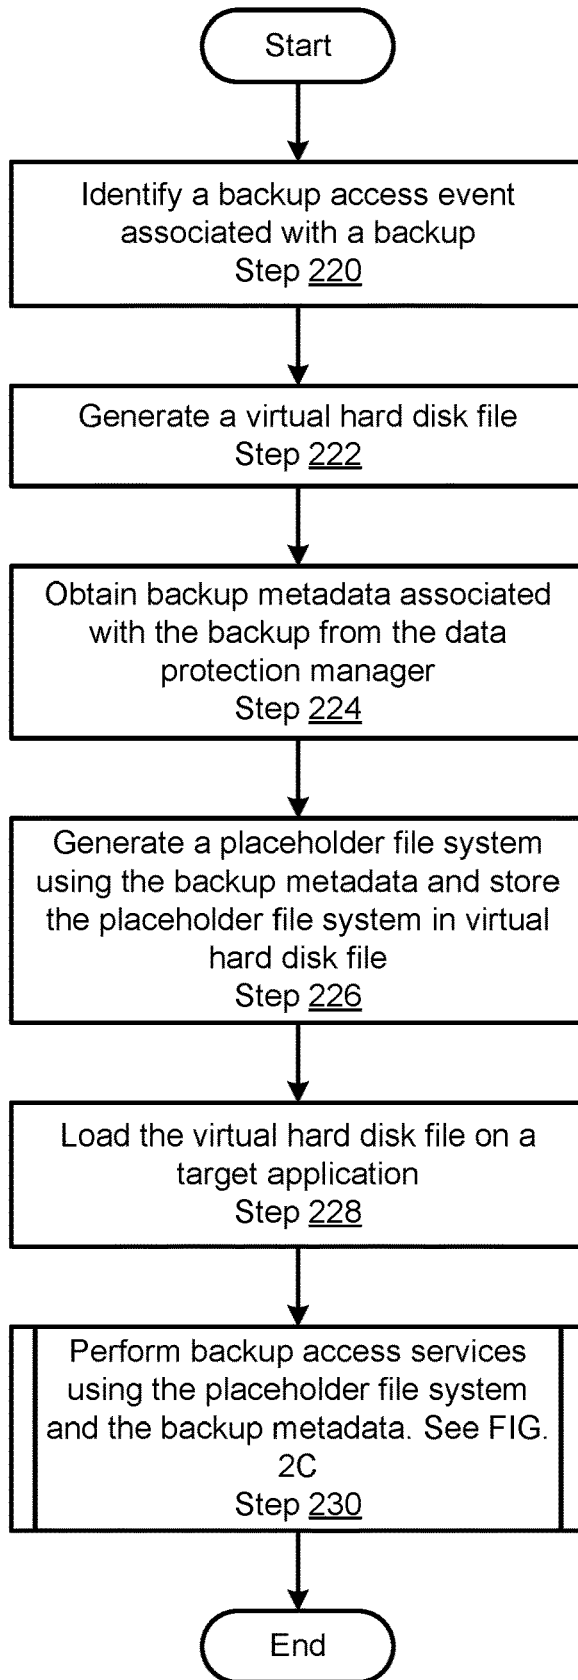 Start
Identify a backup access event
associated with a backup
Step 220
Generate a virtual hard disk file
Step 222
Obtain backup metadata associated
with the backup from the data
protection manager
Step 224
Generate a placeholder file system
using the backup metadata and store
the placeholder file system in virtual
hard disk file
Step 226
Load the virtual hard disk file on a
target application
Step 228
Perform backup access services
using the placeholder file system
and the backup metadata. See FIG.
2C
Step 230
End